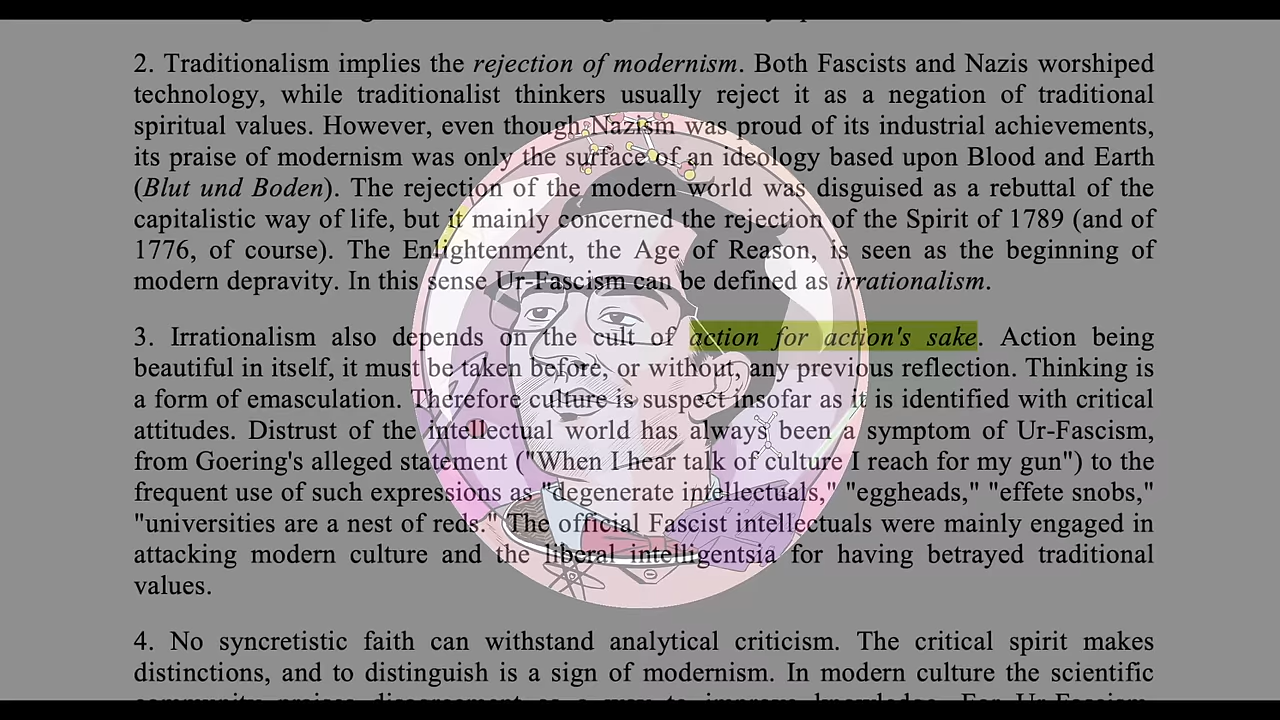 2. Traditionalism implies the rejection of modernism. Both Fascists and Nazis worshiped
technology, while traditionalist thinkers usually reject it as a negation of traditional
spiritual values. However, even though Nazism was proud of its industrial achievements,
its praise of modernism was only the surface of an ideology based upon Blood and Earth
(Blut und Boden). The rejection of the modern world was disguised as a rebuttal of the
capitalistic way of life, but it mainly concerned the rejection of the Spirit of 1789 (and of
1776, of course). The Enlightenment, the Age of Reason, is seen as the beginning of
modern depravity. In this sense Ur-Fascism can be defined as irrationalism.
3. Irrationalism also depends on the cult of action for action's sake. Action being
beautiful in itself, it must be taken before, or without, any previous reflection. Thinking is
a form of emasculation. Therefore culture is suspect insofar as it is identified with critical
attitudes. Distrust of the intellectual world has always been a symptom of Ur-Fascism,
from Goering's alleged statement ("When I hear talk of culture I reach for my gun") to the
frequent use of such expressions as "degenerate intellectuals," "eggheads," "effete snobs,"
"universities are a nest of reds." The official Fascist intellectuals were mainly engaged in
attacking modern culture and the liberal intelligentsia for having betrayed traditional
values.
4. No syncretistic faith can withstand analytical criticism. The critical spirit makes
distinctions, and to distinguish is a sign of modernism. In modern culture the scientific